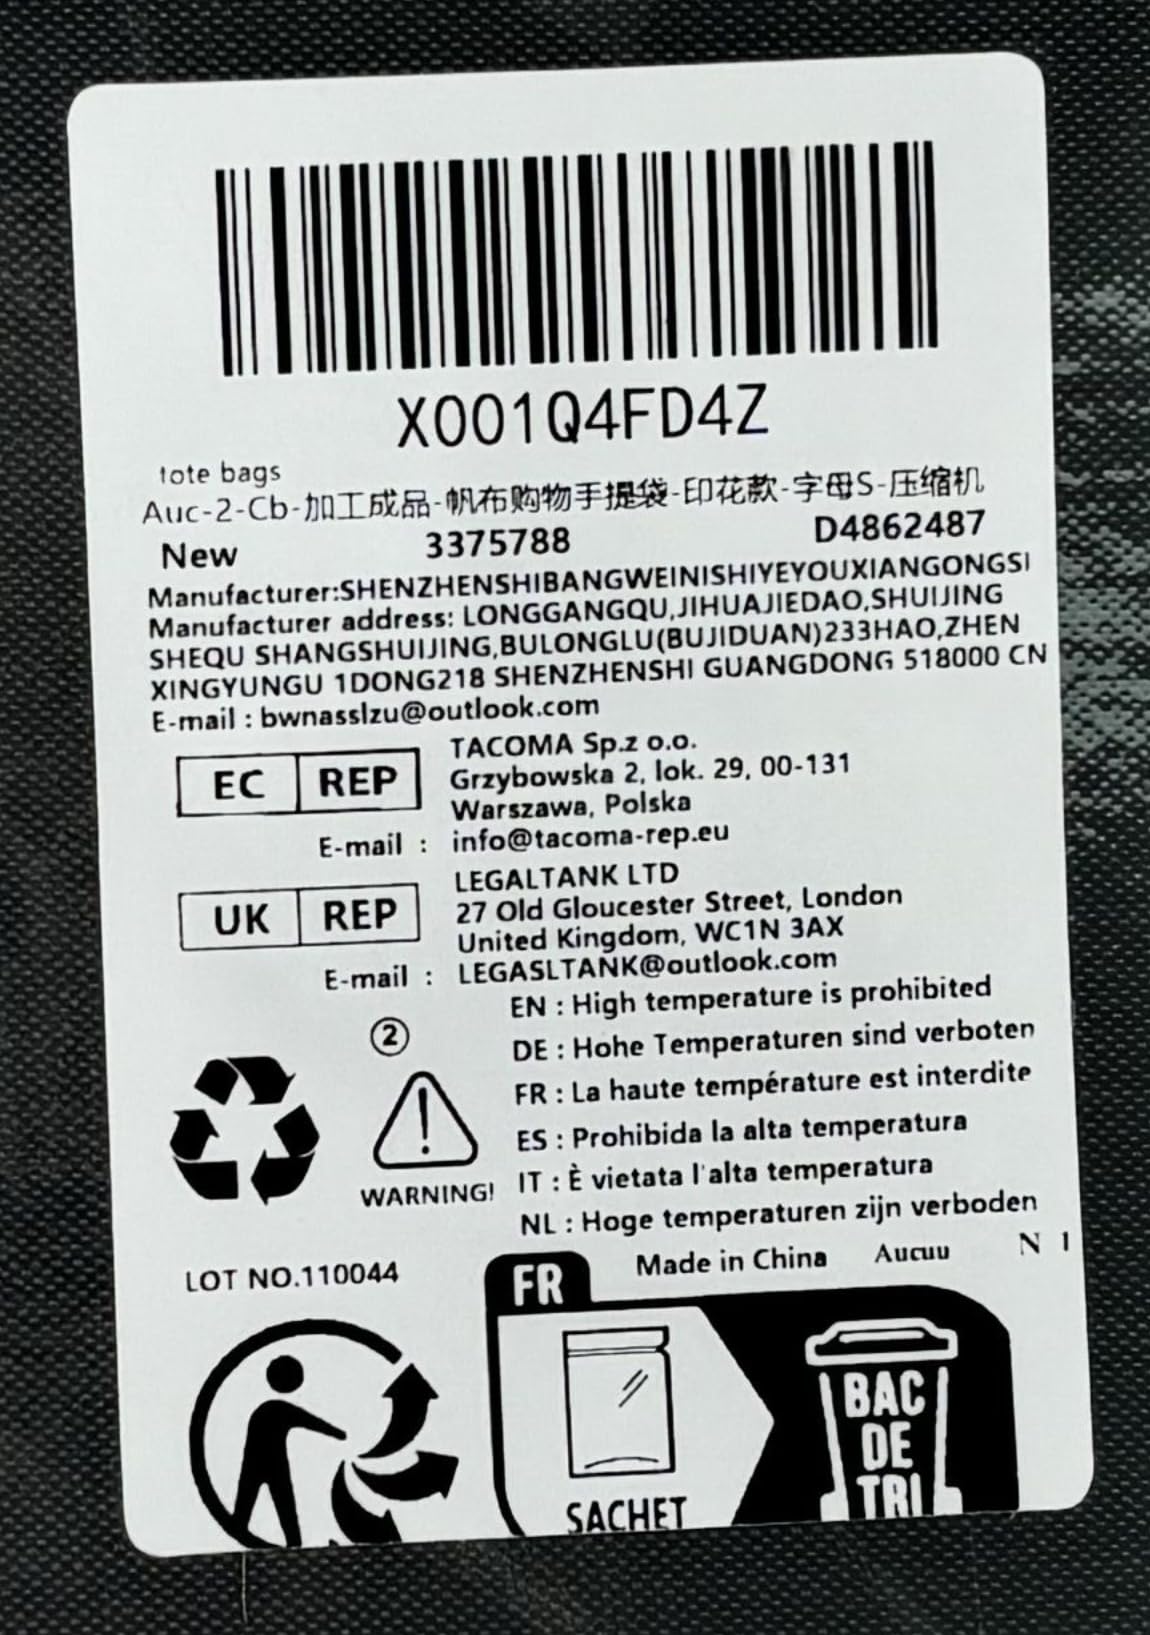 X001Q4FD4Z
tote bags
Auc-2-Cb-加工成品-帆布购物手提袋-印花款-字母S-压缩机
New 3375788 D4862487
Manufacturer:SHENZHENSHIBANGWEINISHIYEYOUXIANGONGSI
Manufacturer address: LONGGANGQU,JIHUAJIEDAO,SHUIJING
SHEQU SHANGSHUIJING,BULONGLU(BUJIDUAN)233HAO,ZHEN
XINGYUNGU 1DONG218 SHENZHENSHI GUANGDONG 518000 CN
E-mail : bwnasslzu@outlook.com
EC REP
TACOMA Sp.z o.o.
Grzybowska 2, lok. 29, 00-131
Warszawa, Polska
E-mail : info@tacoma-rep.eu
UK REP
LEGALTANK LTD
27 Old Gloucester Street, London
United Kingdom, WC1N 3AX
E-mail : LEGASLTANK@outlook.com
EN : High temperature is prohibited
DE : Hohe Temperaturen sind verboten
FR : La haute température est interdite
ES : Prohibida la alta temperatura
IT : È vietata l'alta temperatura
NL : Hoge temperaturen zijn verboden
②
WARNING!
Made in China Aucuu N 1
LOT NO.110044
FR
SACHET
BAC
DE
TRI